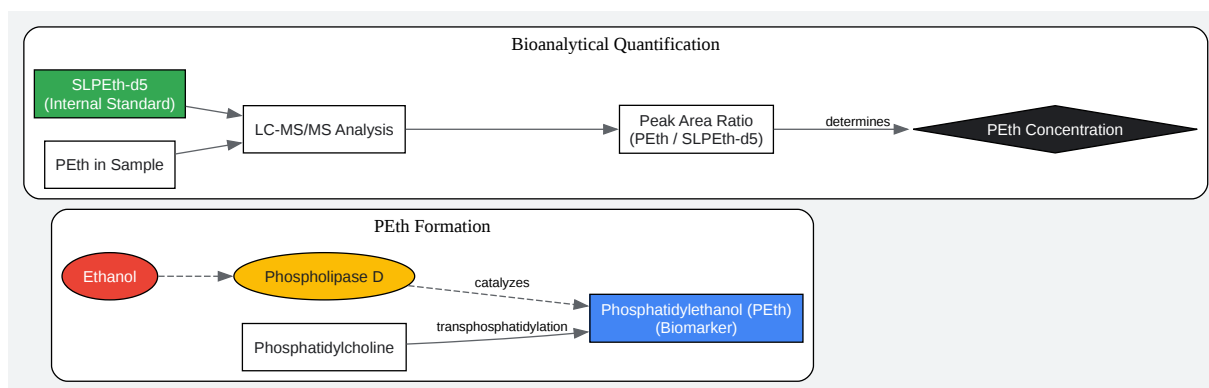 Bioanalytical Quantification
SLPEth-d5
(Internal Standard)
PEth in Sample
LC-MS/MS Analysis
Peak Area Ratio
(PEth / SLPEth-d5)
determines
PEth Concentration
PEth Formation
Ethanol
Phospholipase D
catalyzes
Phosphatidylcholine
transphosphatidylation
Phosphatidylethanol (PEth)
(Biomarker)